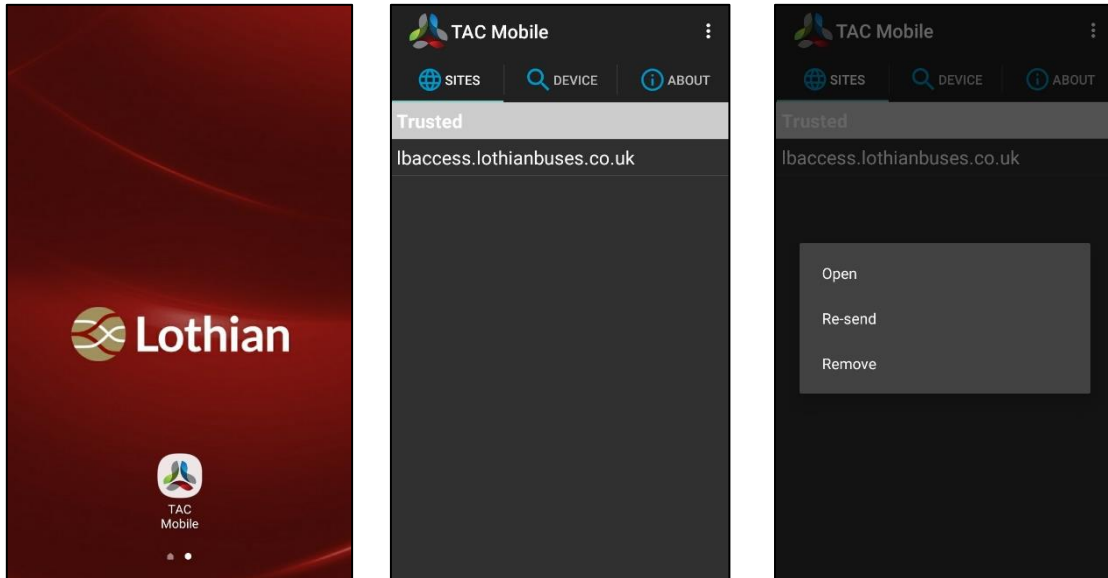 Lothian
TAC
Mobile
TAC Mobile
SITES
DEVICE
ABOUT
Trusted
lbaccess.lothianbuses.co.uk
TAC Mobile
SITES
DEVICE
ABOUT
Trusted
lbaccess.lothianbuses.co.uk
Open
Re-send
Remove